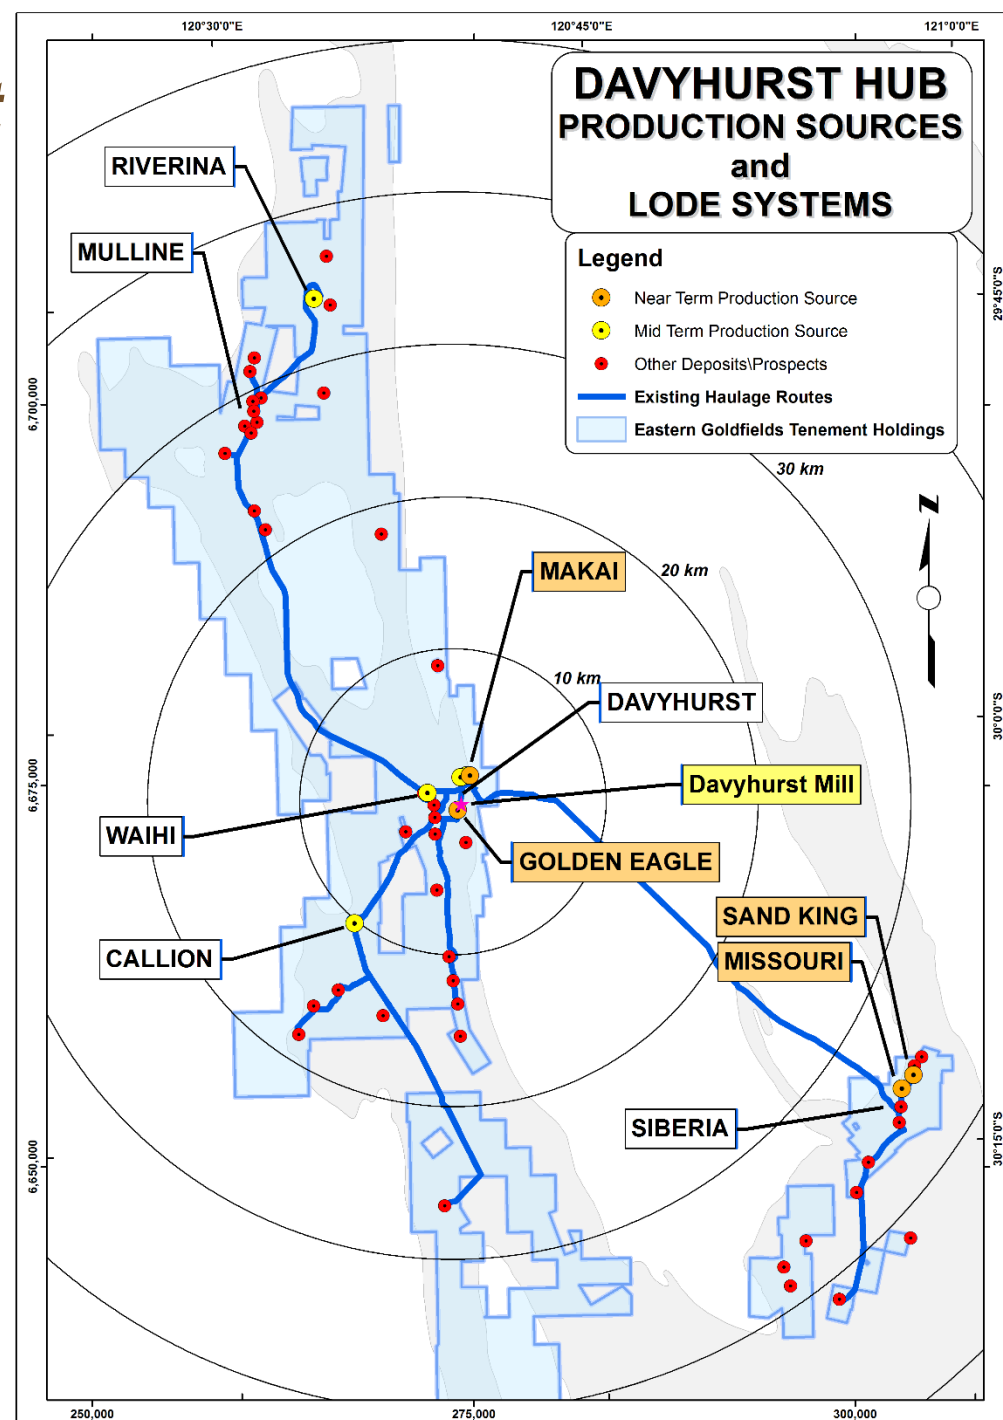 120°30'0"E
120°45'0"E
121°0'0"E
DAVYHURST HUB
PRODUCTION SOURCES
and
LODE SYSTEMS
RIVERINA
MULLINE
Legend
Near Term Production Source
Mid Term Production Source
Other Deposits\Prospects
Existing Haulage Routes
Eastern Goldfields Tenement Holdings
29°45'0"S
6,700,000
30 km
N
MAKAI
20 km
10 km
DAVYHURST
30°0'0"S
6,675,000
Davyhurst Mill
WAIHI
GOLDEN EAGLE
SAND KING
MISSOURI
CALLION
SIBERIA
30°15'0"S
6,650,000
250,000
275,000
300,000